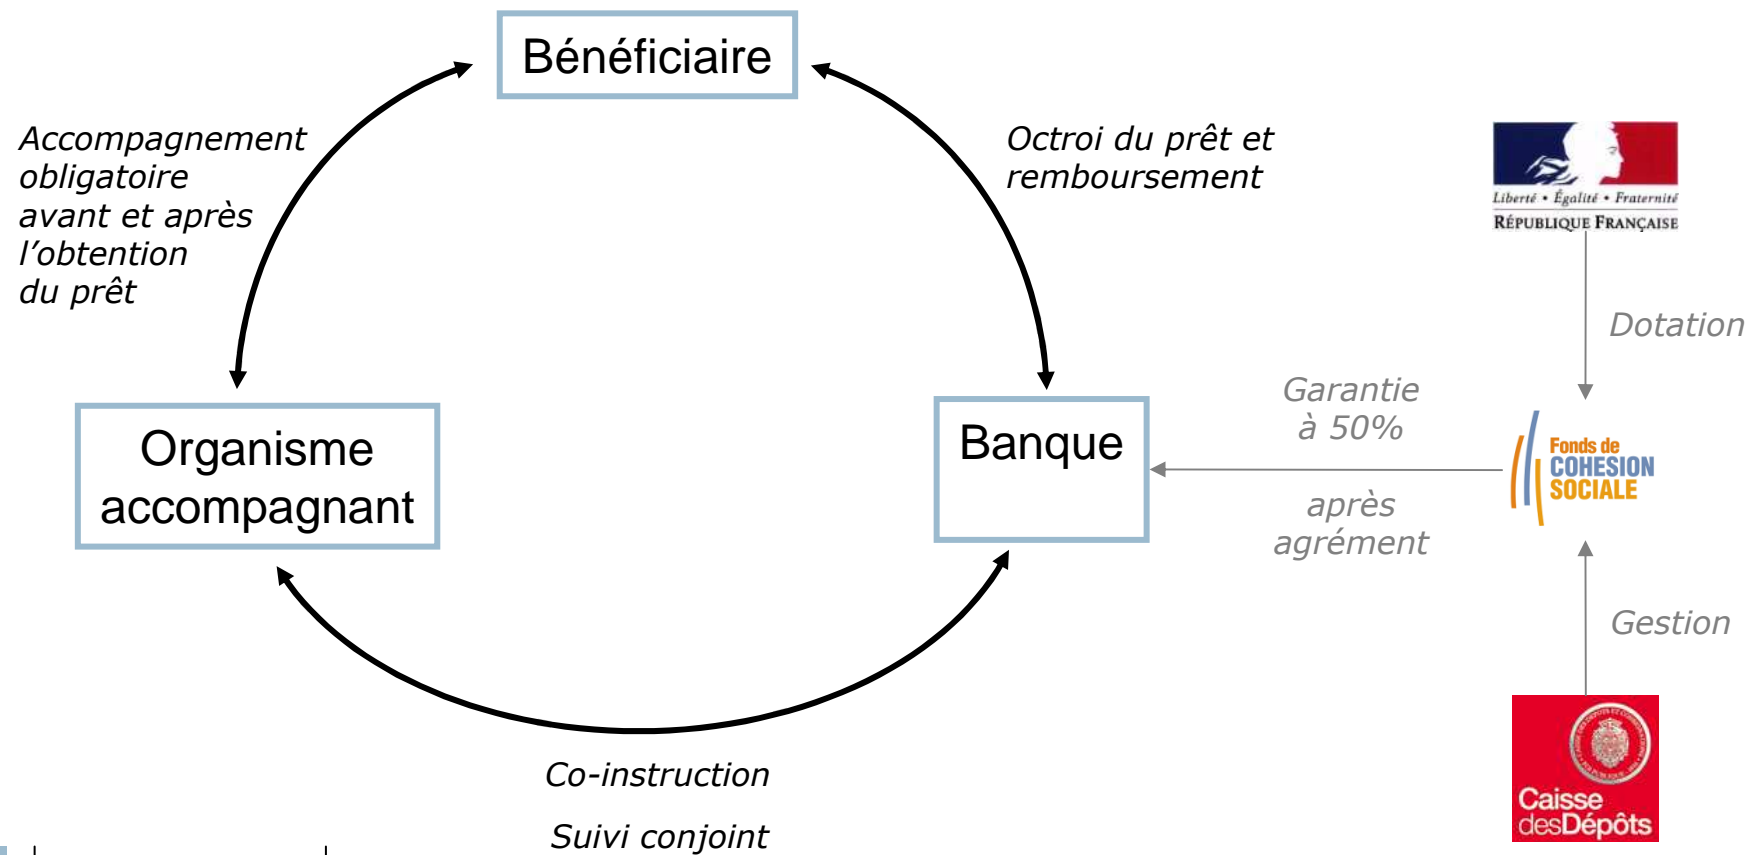 Bénéficiaire
Accompagnement
obligatoire
avant et après
l’obtention
du prêt
Octroi du prêt et
remboursement
Liberté • Égalité • Fraternité
RÉPUBLIQUE FRANÇAISE
Dotation
Garantie
à 50%
après
agrément
Organisme
accompagnant
Banque
Fonds de
COHESION
SOCIALE
Gestion
Co-instruction
Suivi conjoint
Caisse
desDépôts